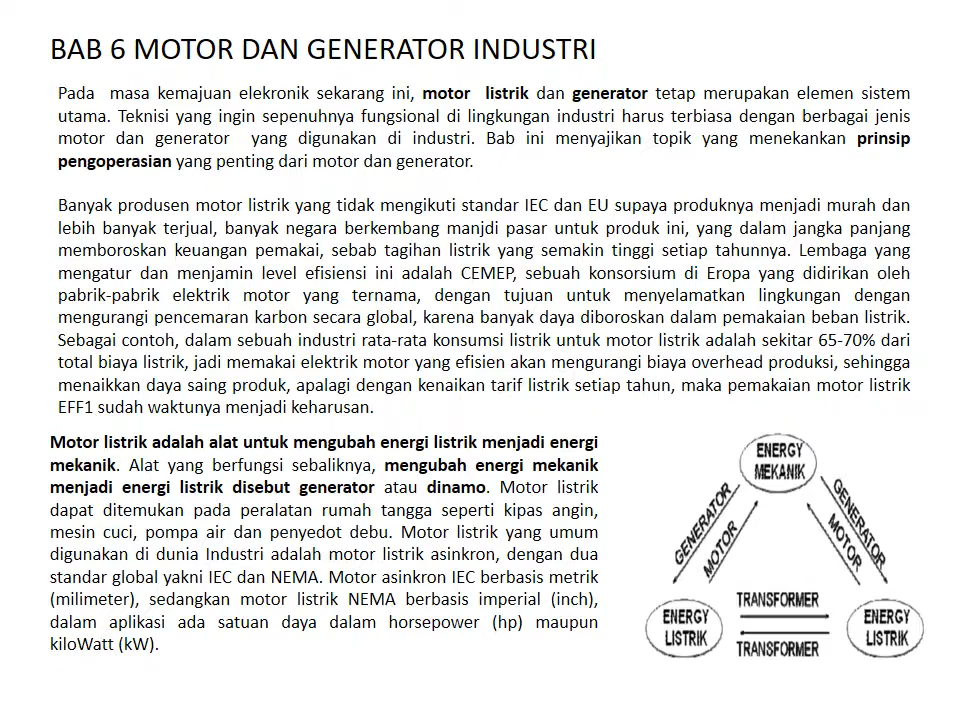 BAB 6 MOTOR DAN GENERATOR INDUSTRI
Pada masa kemajuan elekronik sekarang ini, motor listrik dan generator tetap merupakan elemen sistem
utama. Teknisi yang ingin sepenuhnya fungsional di lingkungan industri harus terbiasa dengan berbagai jenis
motor dan generator yang digunakan di industri. Bab ini menyajikan topik yang menekankan prinsip
pengoperasian yang penting dari motor dan generator.
Banyak produsen motor listrik yang tidak mengikuti standar IEC dan EU supaya produknya menjadi murah dan
lebih banyak terjual, banyak negara berkembang manjdi pasar untuk produk ini, yang dalam jangka panjang
memboroskan keuangan pemakai, sebab tagihan listrik yang semakin tinggi setiap tahunnya. Lembaga yang
mengatur dan menjamin level efisiensi ini adalah CEMEP, sebuah konsorsium di Eropa yang didirikan oleh
pabrik-pabrik elektrik motor yang ternama, dengan tujuan untuk menyelamatkan lingkungan dengan
mengurangi pencemaran karbon secara global, karena banyak daya diboroskan dalam pemakaian beban listrik.
Sebagai contoh, dalam sebuah industri rata-rata konsumsi listrik untuk motor listrik adalah sekitar 65-70% dari
total biaya listrik, jadi memakai elektrik motor yang efisien akan mengurangi biaya overhead produksi, sehingga
menaikkan daya saing produk, apalagi dengan kenaikan tarif listrik setiap tahun, maka pemakaian motor listrik
EFF1 sudah waktunya menjadi keharusan.
Motor listrik adalah alat untuk mengubah energi listrik menjadi energi
mekanik. Alat yang berfungsi sebaliknya, mengubah energi mekanik
menjadi energi listrik disebut generator atau dinamo. Motor listrik
dapat ditemukan pada peralatan rumah tangga seperti kipas angin,
mesin cuci, pompa air dan penyedot debu. Motor listrik yang umum
digunakan di dunia Industri adalah motor listrik asinkron, dengan dua
standar global yakni IEC dan NEMA. Motor asinkron IEC berbasis metrik
(milimeter), sedangkan motor listrik NEMA berbasis imperial (inch),
dalam aplikasi ada satuan daya dalam horsepower (hp) maupun
kiloWatt (kW).
ENERGY
MEKANIK
GENERATOR
MOTOR
GENERATOR
MOTOR
ENERGY
LISTRIK
TRANSFORMER
TRANSFORMER
ENERGY
LISTRIK